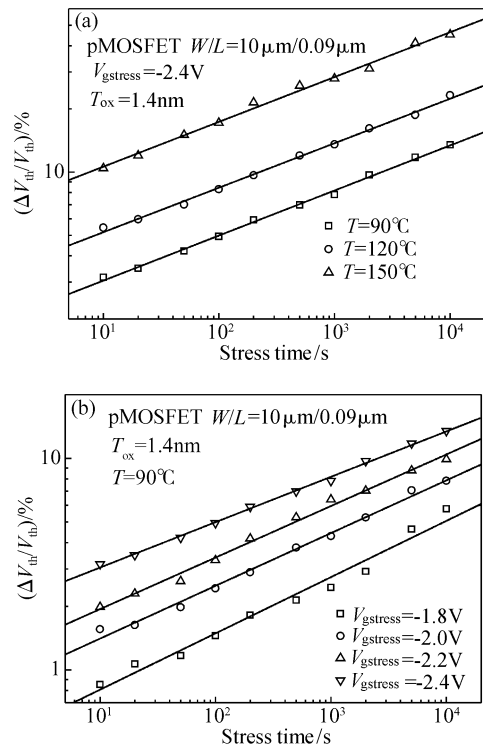 (a)
pMOSFET W/L=10μm/0.09μm
Vgstress=-2.4V
Tox=1.4nm
(ΔVth/Vth)/%
10
T=90℃
T=120℃
T=150℃
10¹ 10² 10³ 10⁴
Stress time/s
(b)
pMOSFET W/L=10μm/0.09μm
Tox=1.4nm
T=90℃
(ΔVth/Vth)/%
10
1
Vgstress=-1.8V
Vgstress=-2.0V
Vgstress=-2.2V
Vgstress=-2.4V
10¹ 10² 10³ 10⁴
Stress time/s